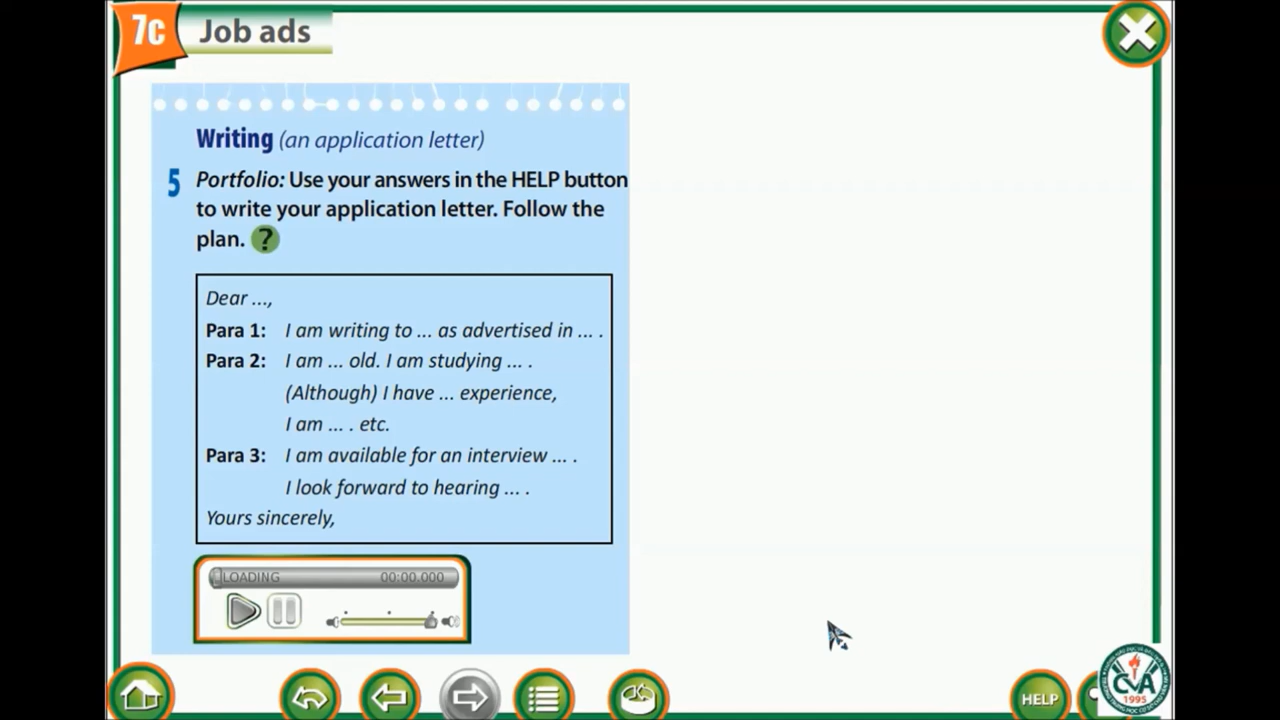 7c Job ads
Writing (an application letter)
5 Portfolio: Use your answers in the HELP button
to write your application letter. Follow the
plan. ?
Dear ...,
Para 1: I am writing to ... as advertised in ... .
Para 2: I am ... old. I am studying ... .
(Although) I have ... experience,
I am ... . etc.
Para 3: I am available for an interview ... .
I look forward to hearing ... .
Yours sincerely,
LOADING 00:00.000
HELP
CVA
1995